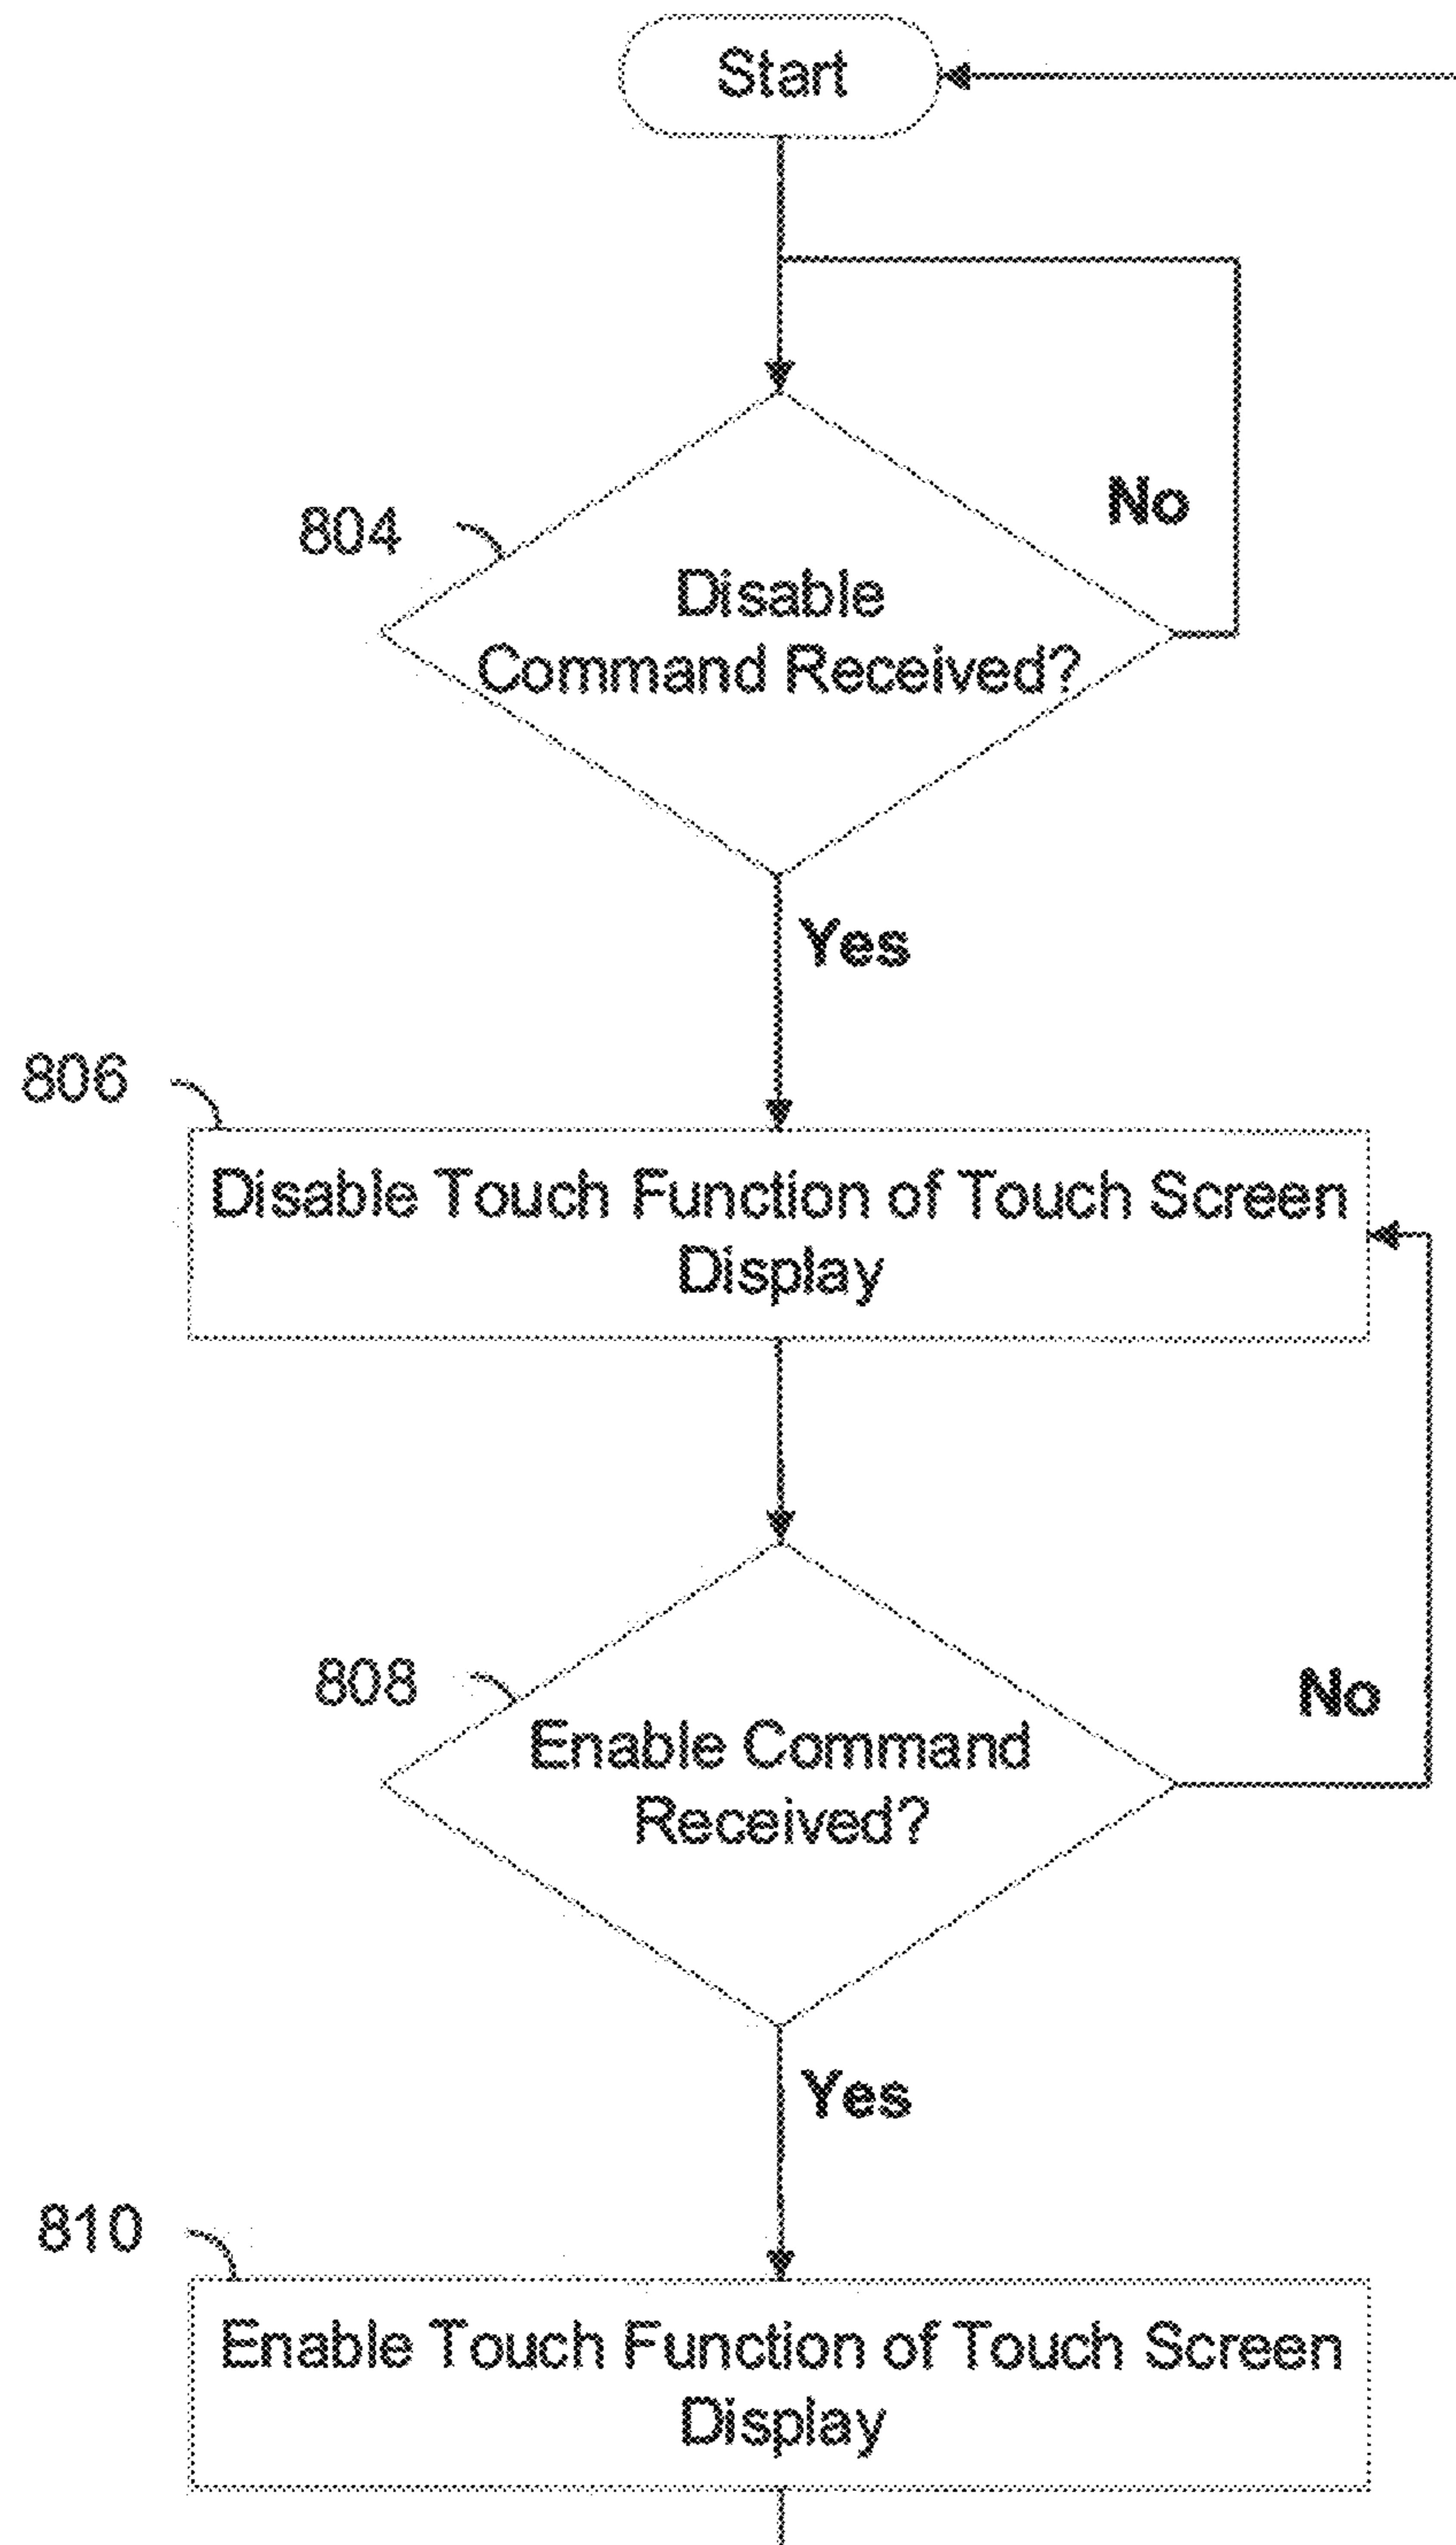 Start
No
804
Disable
Command Received?
Yes
806
Disable Touch Function of Touch Screen
Display
808
No
Enable Command
Received?
Yes
810
Enable Touch Function of Touch Screen
Display